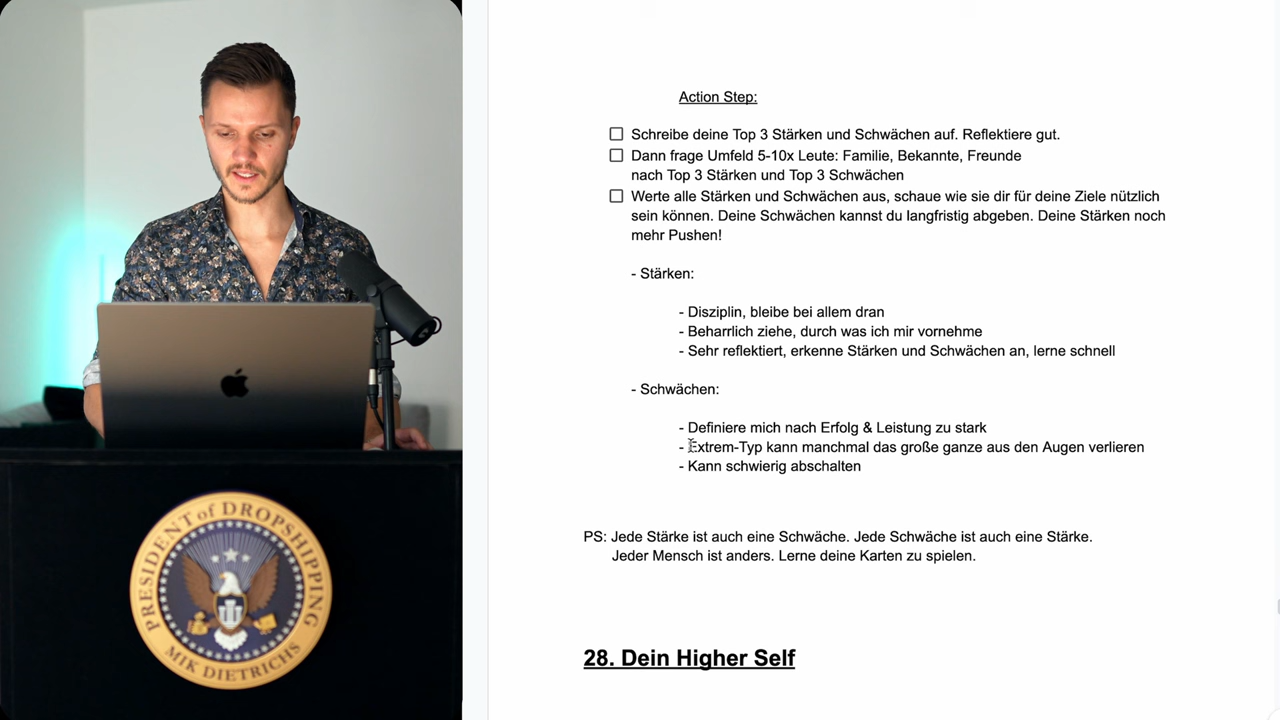 Action Step:
Schreibe deine Top 3 Stärken und Schwächen auf. Reflektiere gut.
Dann frage Umfeld 5-10x Leute: Familie, Bekannte, Freunde
nach Top 3 Stärken und Top 3 Schwächen
Werte alle Stärken und Schwächen aus, schaue wie sie dir für deine Ziele nützlich
sein können. Deine Schwächen kannst du langfristig abgeben. Deine Stärken noch
mehr Pushen!
- Stärken:
- Disziplin, bleibe bei allem dran
- Beharrlich ziehe, durch was ich mir vornehme
- Sehr reflektiert, erkenne Stärken und Schwächen an, lerne schnell
- Schwächen:
- Definiere mich nach Erfolg & Leistung zu stark
- Extrem-Typ kann manchmal das große ganze aus den Augen verlieren
- Kann schwierig abschalten
PS: Jede Stärke ist auch eine Schwäche. Jede Schwäche ist auch eine Stärke.
Jeder Mensch ist anders. Lerne deine Karten zu spielen.
28. Dein Higher Self
PRESIDENT of DROPSHIPPING
MIK DIETRICHS